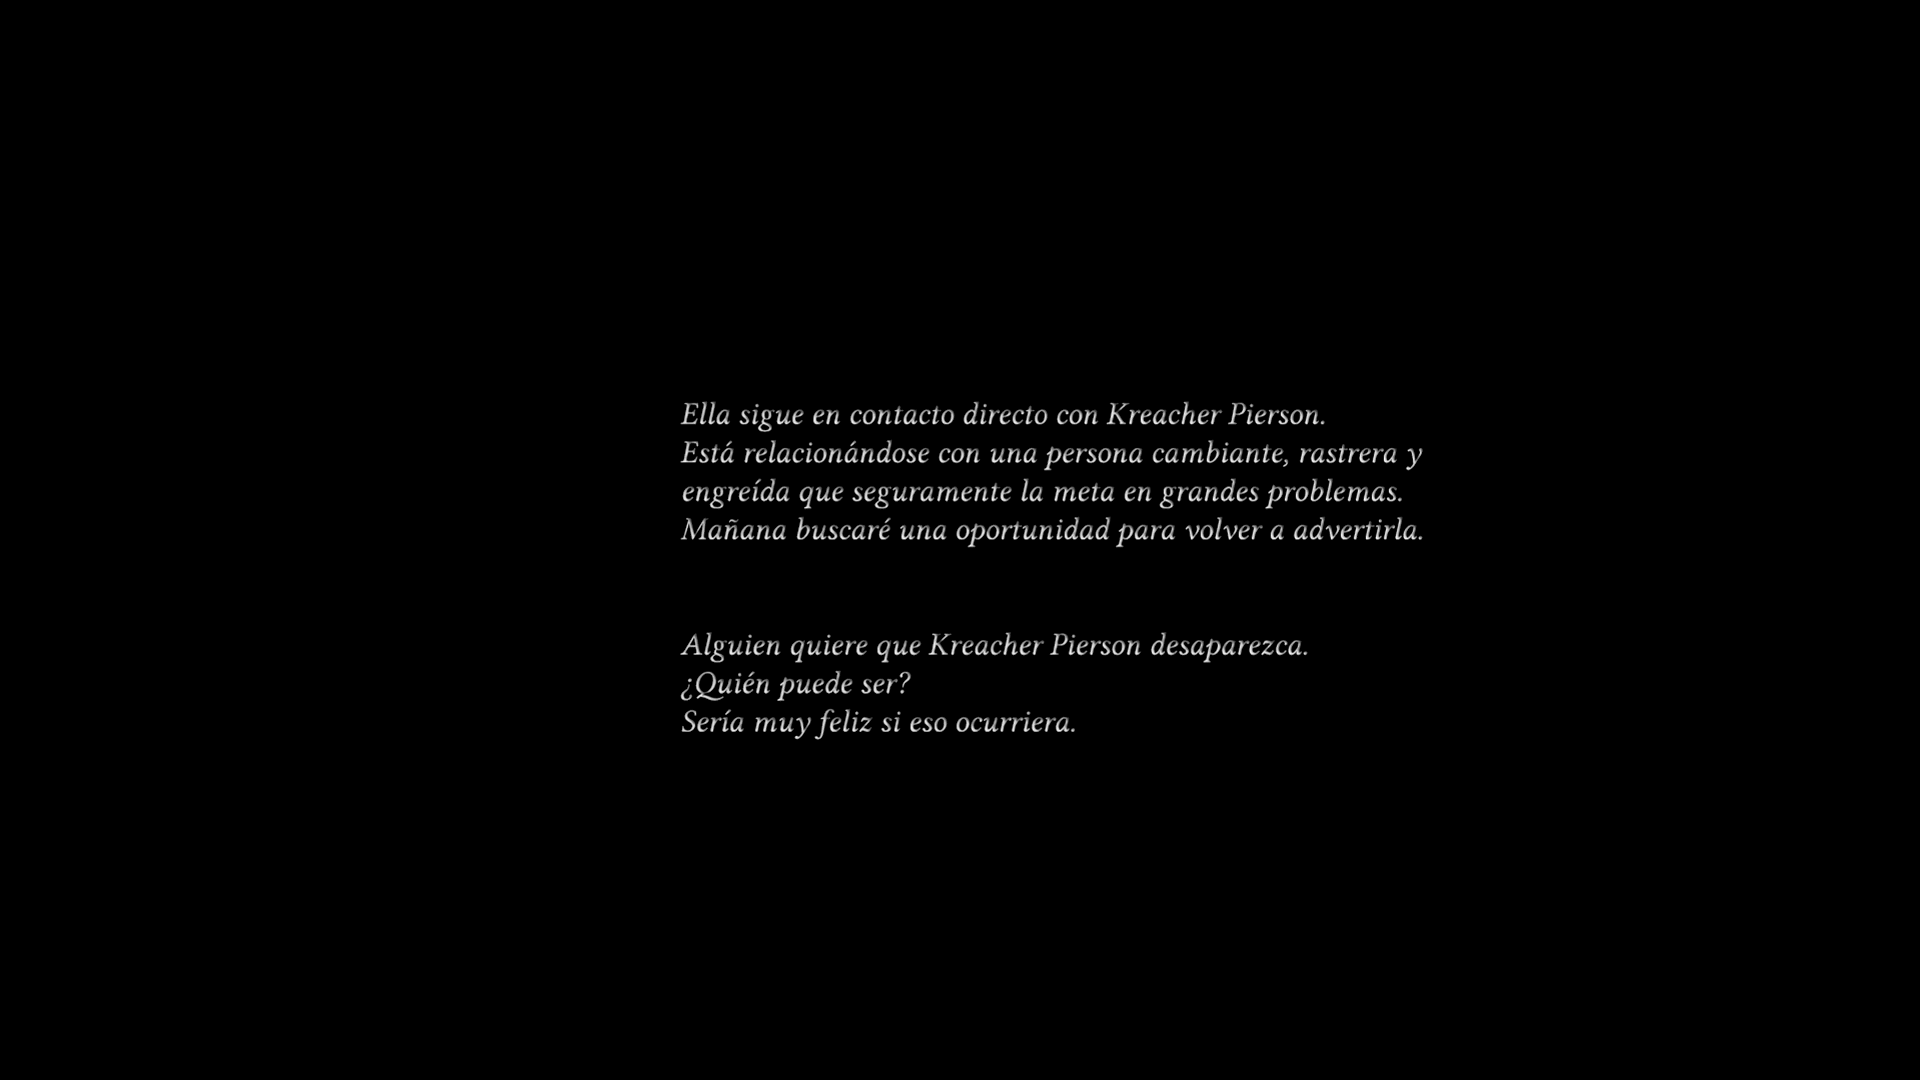 Ella sigue en contacto directo con Kreacher Pierson.
Está relacionándose con una persona cambiante, rastrera y
engreída que seguramente la meta en grandes problemas.
Mañana buscaré una oportunidad para volver a advertirla.
Alguien quiere que Kreacher Pierson desaparezca.
¿Quién puede ser?
Sería muy feliz si eso ocurriera.